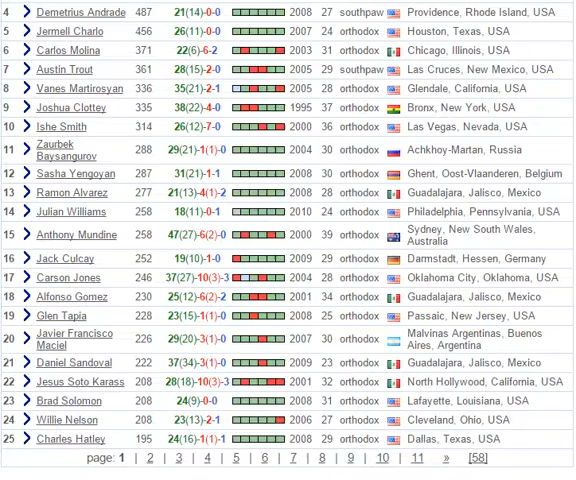 4 Demetrius Andrade 487 21(14)-0-0 2008 27 southpaw Providence, Rhode Island, USA
5 Jermell Charlo 456 26(11)-0-0 2007 24 orthodox Houston, Texas, USA
6 Carlos Molina 371 22(6)-6-2 2003 31 orthodox Chicago, Illinois, USA
7 Austin Trout 361 28(15)-2-0 2005 29 southpaw Las Cruces, New Mexico, USA
8 Vanes Martirosyan 336 35(21)-2-1 2005 28 orthodox Glendale, California, USA
9 Joshua Clottey 335 38(22)-4-0 1995 37 orthodox Bronx, New York, USA
10 Ishe Smith 314 26(12)-7-0 2000 36 orthodox Las Vegas, Nevada, USA
11 Zaurbek Baysangurov 288 29(21)-1(1)-0 2004 30 orthodox Achkhoy-Martan, Russia
12 Sasha Yengoyan 287 31(21)-1-1 2008 30 orthodox Ghent, Oost-Vlaanderen, Belgium
13 Ramon Alvarez 277 21(13)-4(1)-2 2008 28 orthodox Guadalajara, Jalisco, Mexico
14 Julian Williams 258 18(11)-0-1 2010 24 orthodox Philadelphia, Pennsylvania, USA
15 Anthony Mundine 258 47(27)-6(2)-0 2000 39 orthodox Sydney, New South Wales, Australia
16 Jack Culcay 252 19(10)-1-0 2009 29 orthodox Darmstadt, Hessen, Germany
17 Carson Jones 246 37(27)-10(3)-3 2004 28 orthodox Oklahoma City, Oklahoma, USA
18 Alfonso Gomez 230 25(12)-6(2)-2 2001 34 orthodox Guadalajara, Jalisco, Mexico
19 Glen Tapia 228 23(15)-1(1)-0 2008 25 orthodox Passaic, New Jersey, USA
20 Javier Francisco Maciel 226 29(20)-3(1)-0 2007 30 orthodox Malvinas Argentinas, Buenos Aires, Argentina
21 Daniel Sandoval 222 37(34)-3(1)-0 2009 23 orthodox Guadalajara, Jalisco, Mexico
22 Jesus Soto Karass 208 28(18)-10(3)-3 2001 32 orthodox North Hollywood, California, USA
23 Brad Solomon 208 24(9)-0-0 2008 31 orthodox Lafayette, Louisiana, USA
24 Willie Nelson 208 23(13)-2-1 2006 27 orthodox Cleveland, Ohio, USA
25 Charles Hatley 195 24(16)-1(1)-1 2008 29 orthodox Dallas, Texas, USA
page: 1 | 2 | 3 | 4 | 5 | 6 | 7 | 8 | 9 | 10 | 11 » [58]